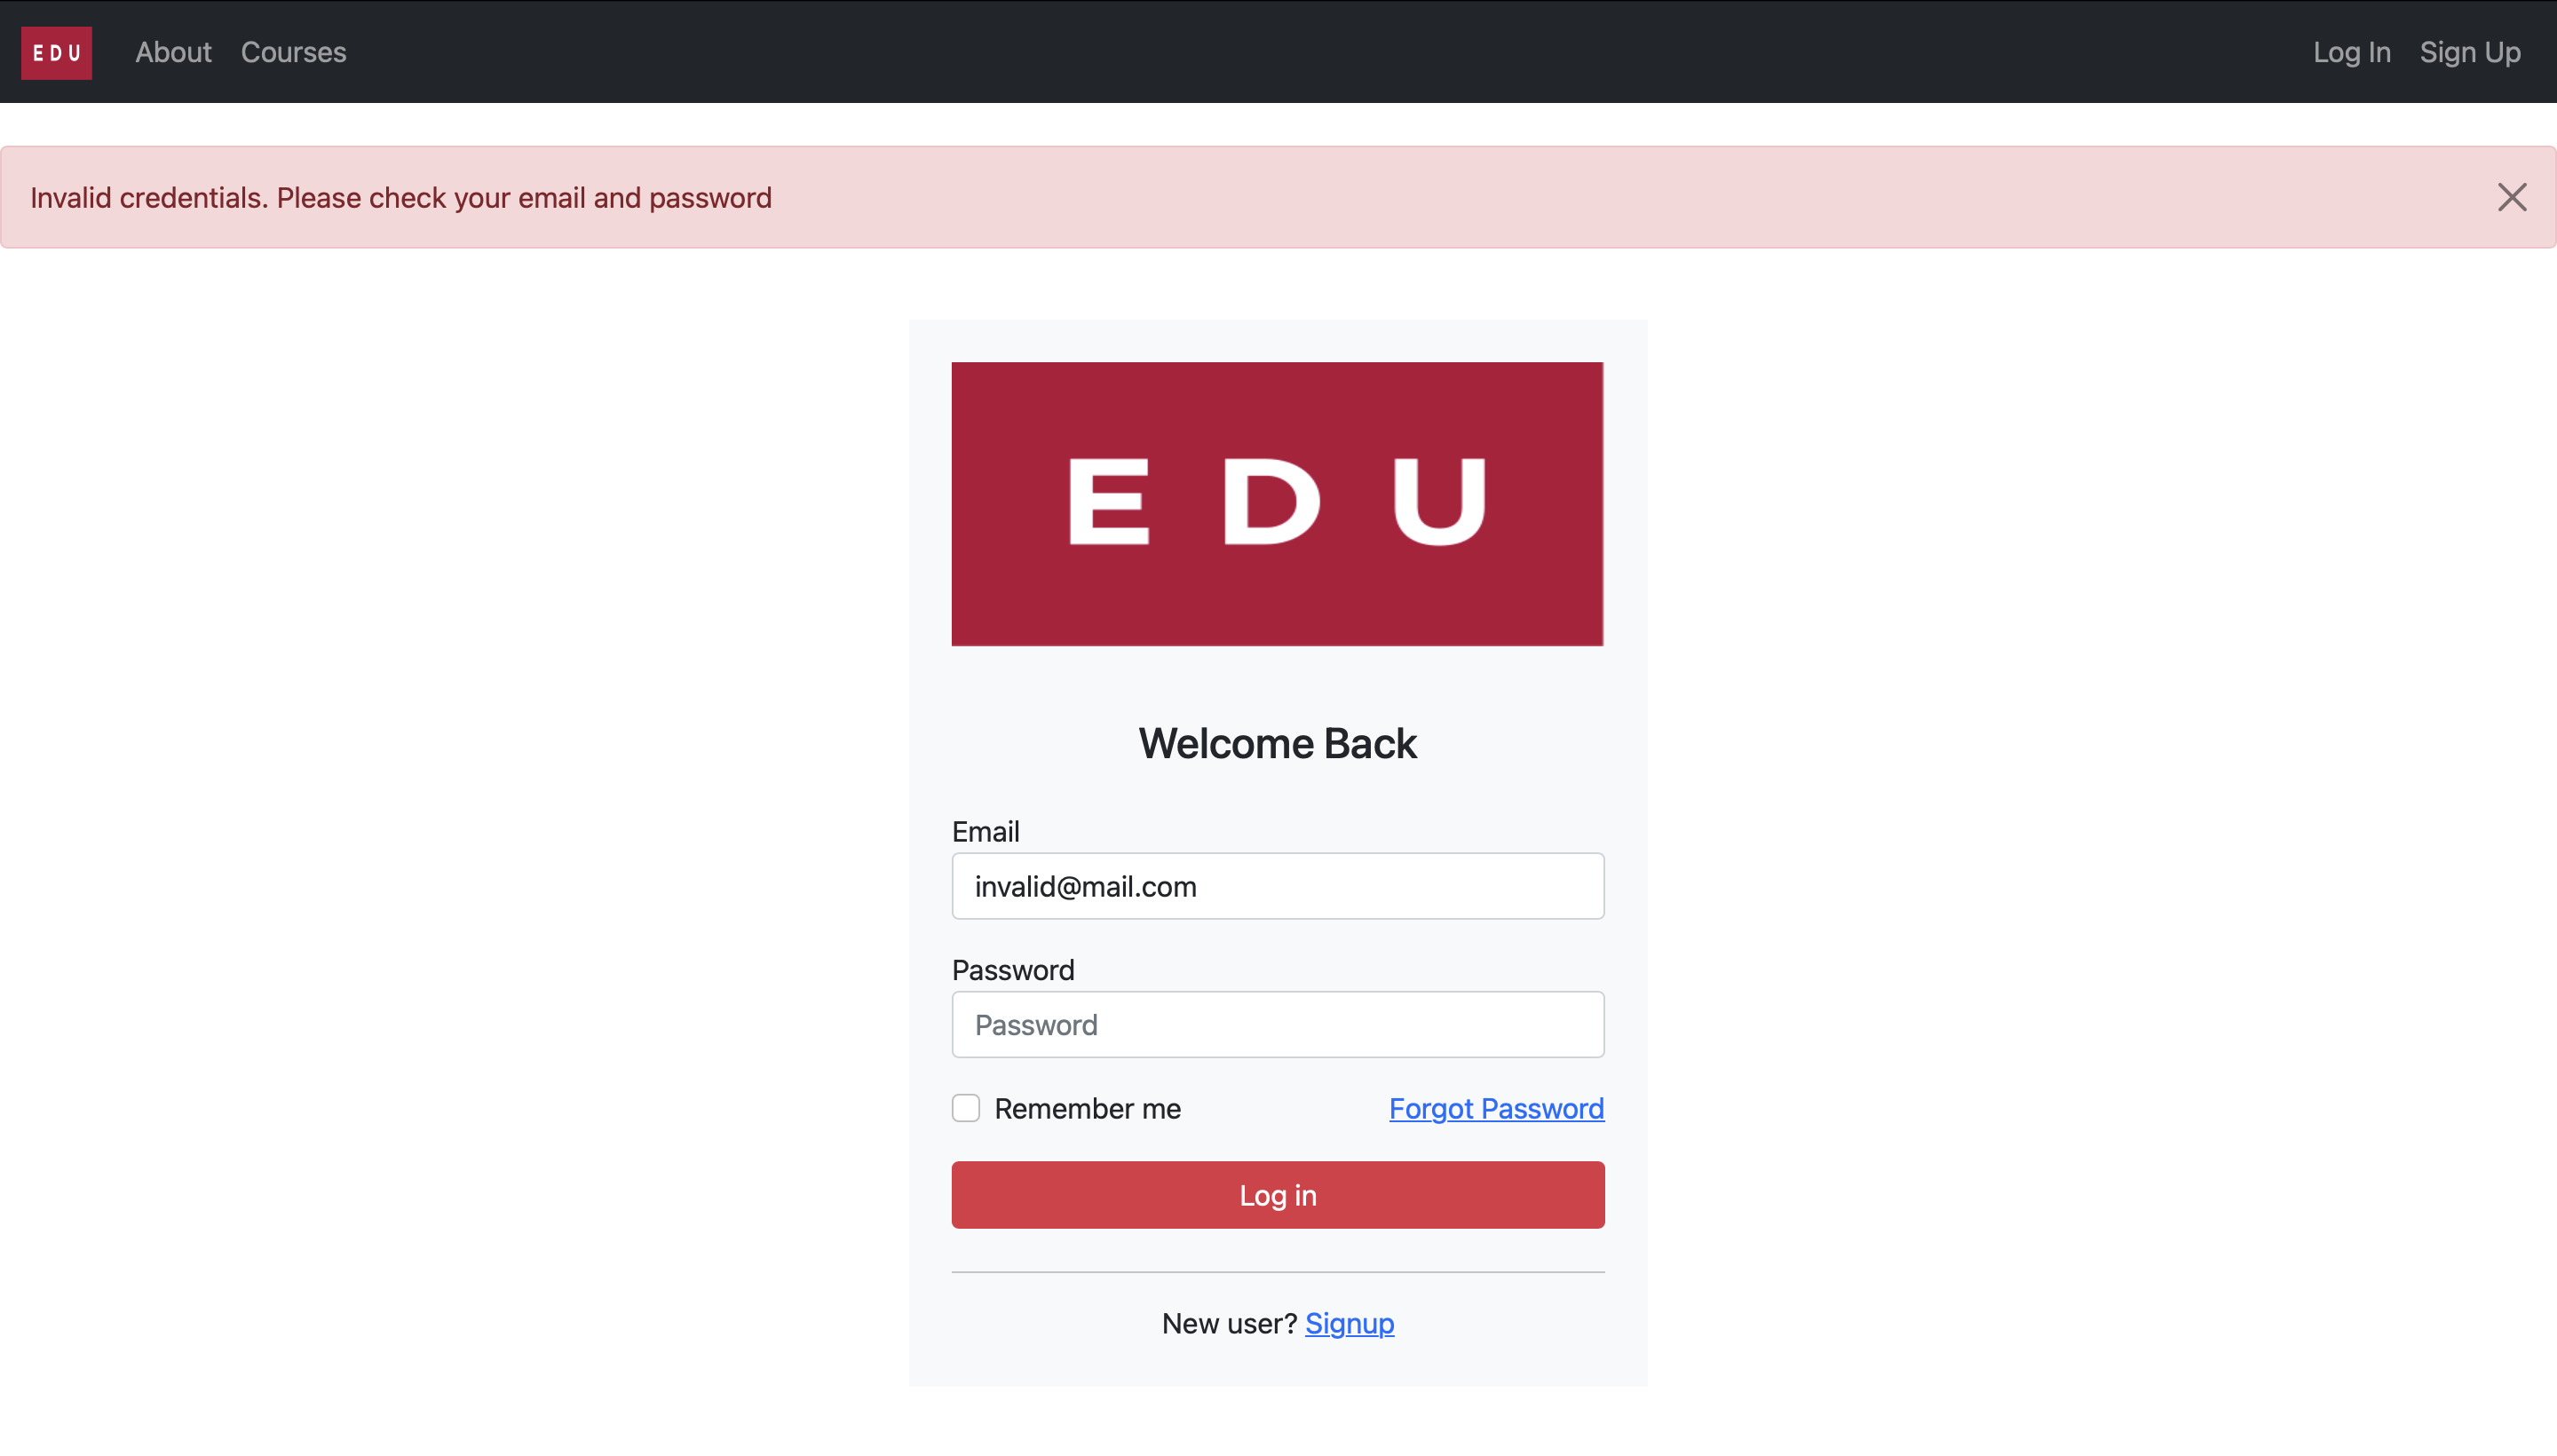 EDU About Courses Log In Sign Up
Invalid credentials. Please check your email and password
EDU
Welcome Back
Email
invalid@mail.com
Password
Password
Remember me Forgot Password
Log in
New user? Signup